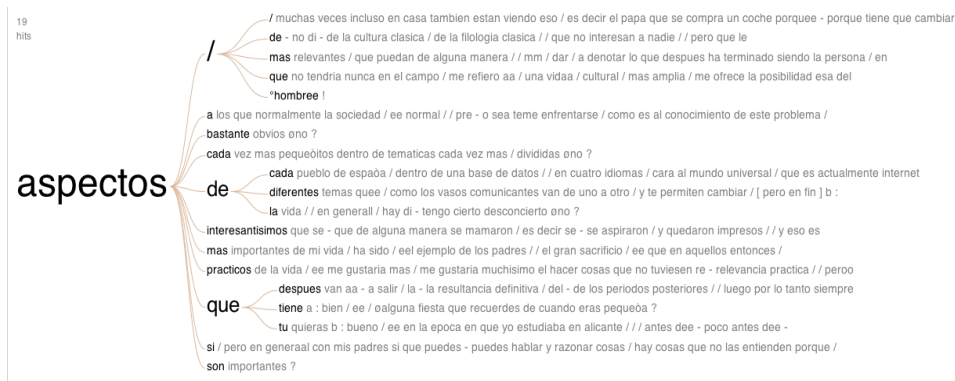 19
hits
/ muchas veces incluso en casa tambien estan viendo eso / es decir el papa que se compra un coche porquee - porque tiene que cambiar
de - no di - de la cultura clasica / de la filologia clasica / / que no interesan a nadie / / pero que le
/
mas relevantes / que puedan de alguna manera / / mm / dar / a denotar lo que despues ha terminado siendo la persona / en
que no tendria nunca en el campo / me refiero aa / una vidaa / cultural / mas amplia / me ofrece la posibilidad esa del
°hombree !
a los que normalmente la sociedad / ee normal / / pre - o sea teme enfrentarse / como es al conocimiento de este problema /
bastante obvios øno ?
cada vez mas pequeòitos dentro de tematicas cada vez mas / divididas øno ?
aspectos
cada pueblo de espaòa / dentro de una base de datos / / en cuatro idiomas / cara al mundo universal / que es actualmente internet
de
diferentes temas quee / como los vasos comunicantes van de uno a otro / y te permiten cambiar / [ pero en fin ] b :
la vida / / en generall / hay di - tengo cierto desconcierto øno ?
interesantisimos que se - que de alguna manera se mamaron / es decir se - se aspiraron / y quedaron impresos / / y eso es
mas importantes de mi vida / ha sido / eel ejemplo de los padres / / el gran sacrificio / ee que en aquellos entonces /
practicos de la vida / ee me gustaria mas / me gustaria muchisimo el hacer cosas que no tuviesen re - relevancia practica / / peroo
despues van aa - a salir / la - la resultancia definitiva / del - de los periodos posteriores / / luego por lo tanto siempre
que
tiene a : bien / ee / øalguna fiesta que recuerdes de cuando eras pequeòa ?
tu quieras b : bueno / ee en la epoca en que yo estudiaba en alicante / / / antes dee - poco antes dee -
si / pero en generaal con mis padres si que puedes - puedes hablar y razonar cosas / hay cosas que no las entienden porque /
son importantes ?